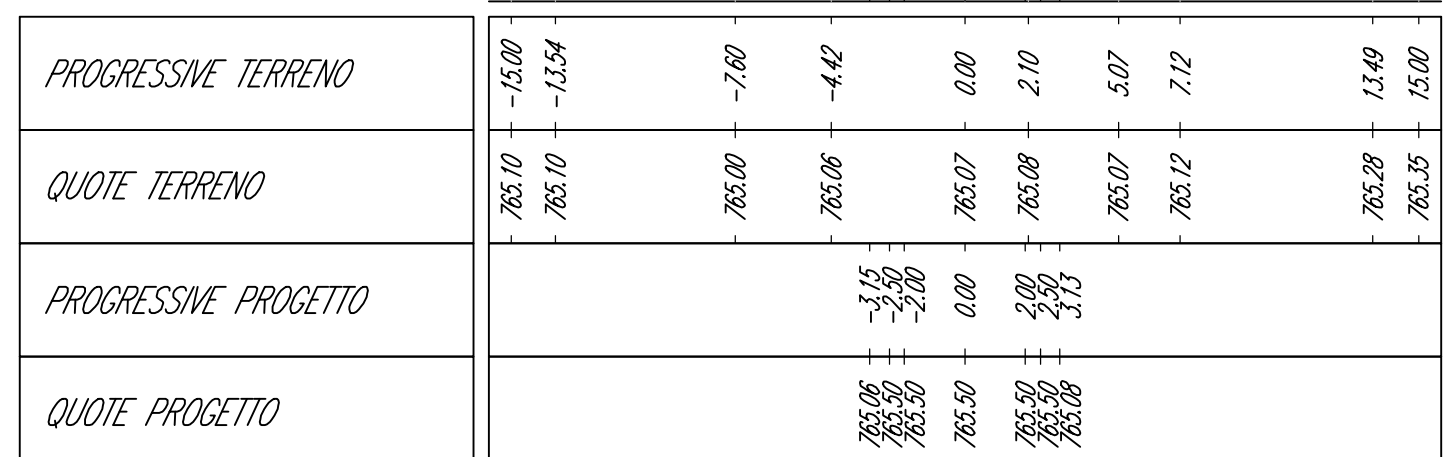 PROGRESSIVE TERRENO -15.00 -13.54 -7.60 -4.42 0.00 2.10 5.07 7.12 13.49 15.00
QUOTE TERRENO 765.10 765.10 765.00 765.06 765.07 765.08 765.07 765.12 765.28 765.35
PROGRESSIVE PROGETTO -3.15 -2.50 -2.00 0.00 2.00 2.50 3.13
QUOTE PROGETTO 765.06 765.50 765.50 765.50 765.50 765.50 765.08